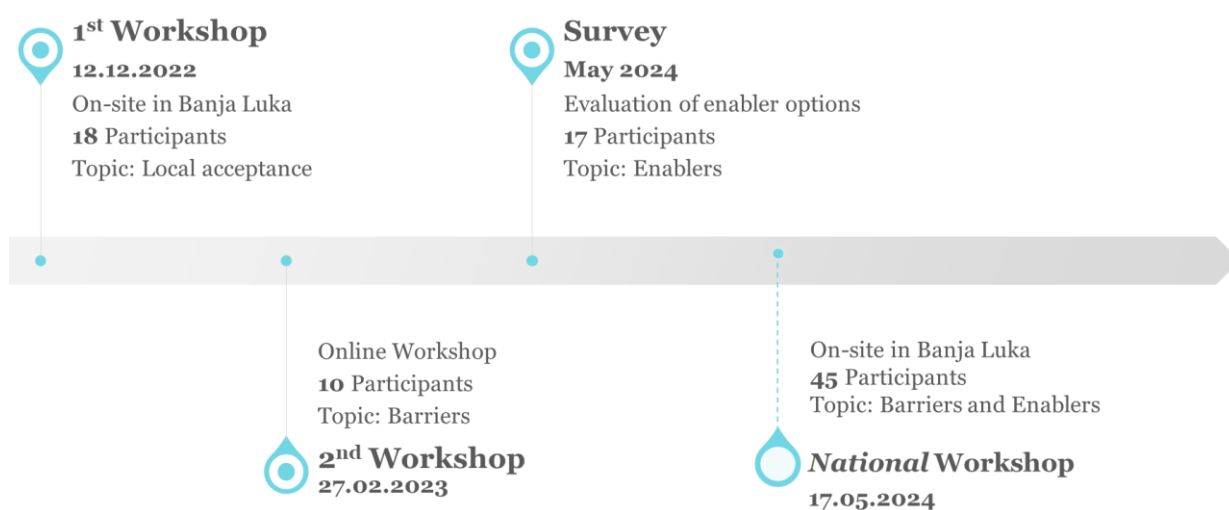 1st Workshop
12.12.2022
On-site in Banja Luka
18 Participants
Topic: Local acceptance
Survey
May 2024
Evaluation of enabler options
17 Participants
Topic: Enablers
Online Workshop
10 Participants
Topic: Barriers
2nd Workshop
27.02.2023
On-site in Banja Luka
45 Participants
Topic: Barriers and Enablers
National Workshop
17.05.2024